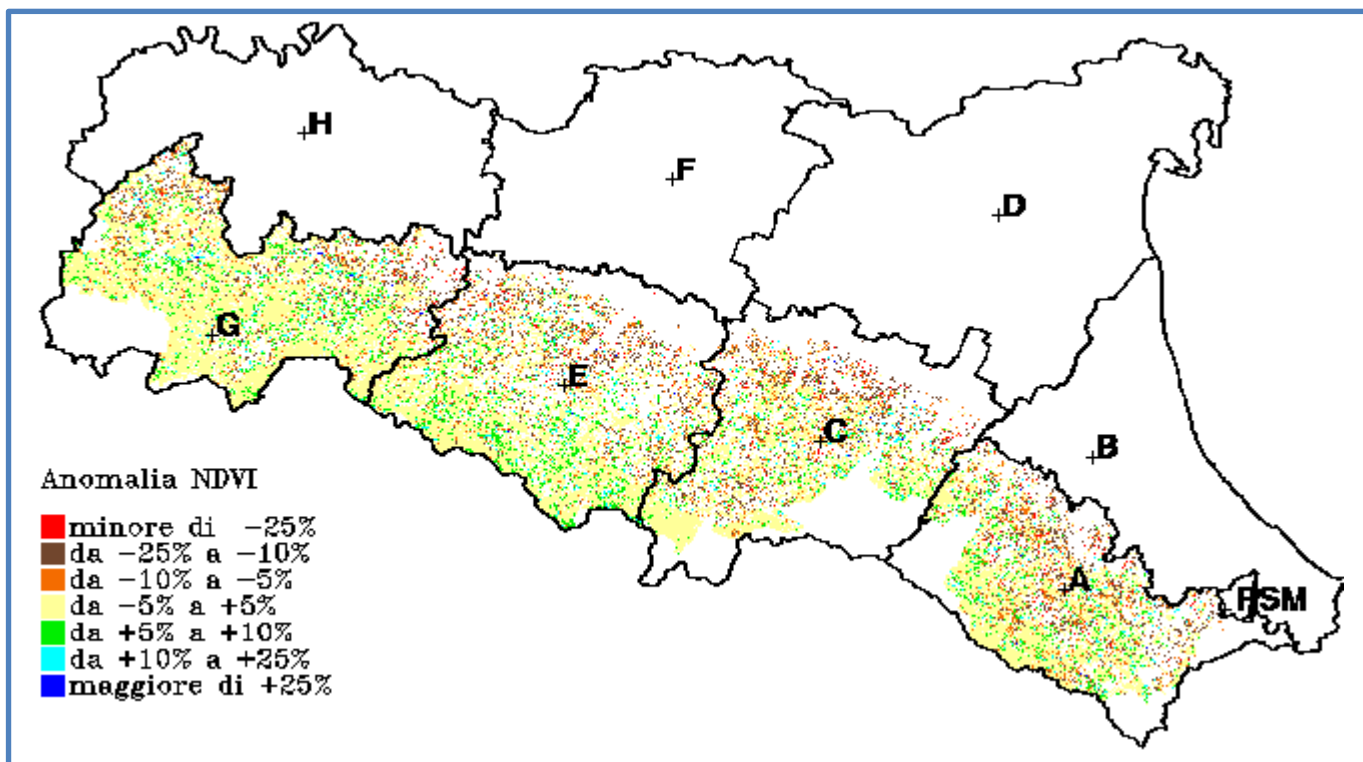 H
F
D
G
E
C
B
A
RSM
Anomalia NDVI
minore di -25%
da -25% a -10%
da -10% a -5%
da -5% a +5%
da +5% a +10%
da +10% a +25%
maggiore di +25%